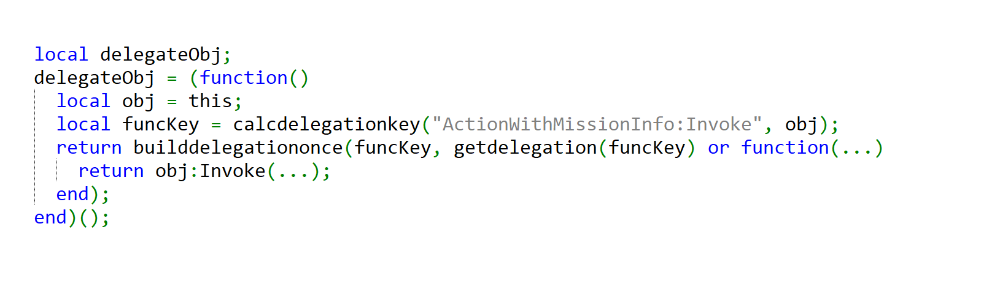 local delegateObj;
delegateObj = (function()
  local obj = this;
  local funcKey = calcdelegationkey("ActionWithMissionInfo:Invoke", obj);
  return builddelegationonce(funcKey, getdelegation(funcKey) or function(...)
    return obj:Invoke(...);
  end);
end)();